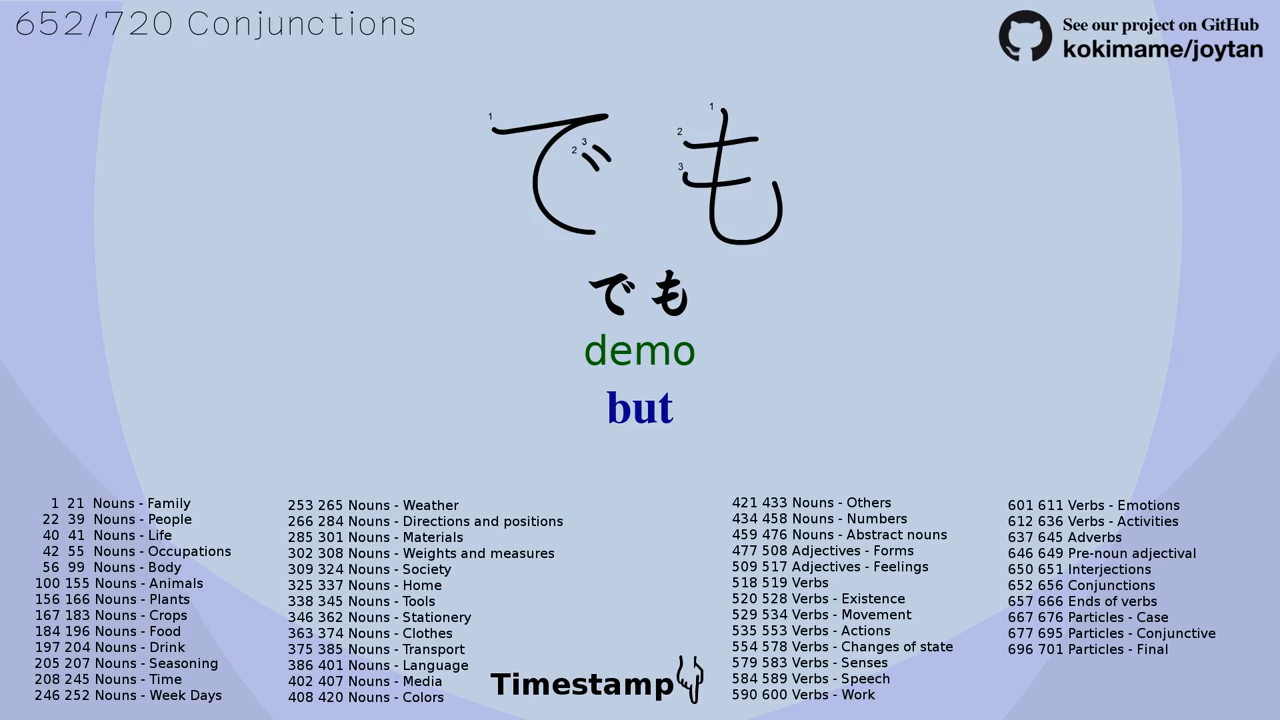 652/720 Conjunctions
See our project on GitHub
kokimame/joytan
1 2 3 1 2 3
でも
でも
demo
but
1 21 Nouns - Family
22 39 Nouns - People
40 41 Nouns - Life
42 55 Nouns - Occupations
56 99 Nouns - Body
100 155 Nouns - Animals
156 166 Nouns - Plants
167 183 Nouns - Crops
184 196 Nouns - Food
197 204 Nouns - Drink
205 207 Nouns - Seasoning
208 245 Nouns - Time
246 252 Nouns - Week Days
253 265 Nouns - Weather
266 284 Nouns - Directions and positions
285 301 Nouns - Materials
302 308 Nouns - Weights and measures
309 324 Nouns - Society
325 337 Nouns - Home
338 345 Nouns - Tools
346 362 Nouns - Stationery
363 374 Nouns - Clothes
375 385 Nouns - Transport
386 401 Nouns - Language
402 407 Nouns - Media
408 420 Nouns - Colors
421 433 Nouns - Others
434 458 Nouns - Numbers
459 476 Nouns - Abstract nouns
477 508 Adjectives - Forms
509 517 Adjectives - Feelings
518 519 Verbs
520 528 Verbs - Existence
529 534 Verbs - Movement
535 553 Verbs - Actions
554 578 Verbs - Changes of state
579 583 Verbs - Senses
584 589 Verbs - Speech
590 600 Verbs - Work
601 611 Verbs - Emotions
612 636 Verbs - Activities
637 645 Adverbs
646 649 Pre-noun adjectival
650 651 Interjections
652 656 Conjunctions
657 666 Ends of verbs
667 676 Particles - Case
677 695 Particles - Conjunctive
696 701 Particles - Final
Timestamp